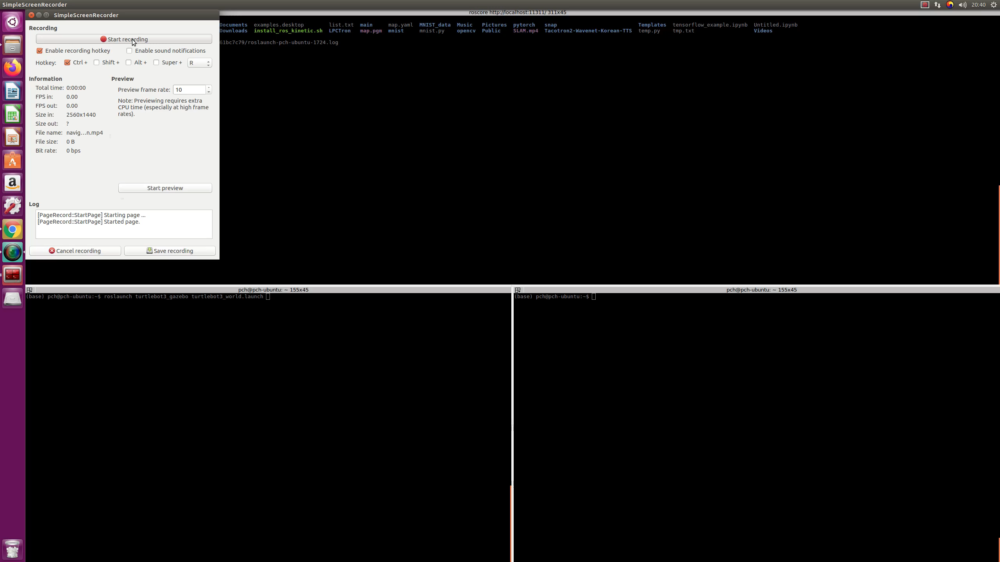 SimpleScreenRecorder
20:40
SimpleScreenRecorder
roscore http://localhost:11311/ 311x45
Recording
Start recording
Enable recording hotkey
Enable sound notifications
Hotkey: Ctrl + Shift + Alt + Super + R
Information
Total time: 0:00:00
FPS in: 0.00
FPS out: 0.00
Size in: 2560x1440
Size out: ?
File name: navig...n.mp4
File size: 0 B
Bit rate: 0 bps
Preview
Preview frame rate: 10
Note: Previewing requires extra
CPU time (especially at high frame
rates).
Start preview
Log
[PageRecord::StartPage] Starting page ...
[PageRecord::StartPage] Started page.
Cancel recording
Save recording
Documents examples.desktop list.txt main map.yaml MNIST_data Music Pictures pytorch snap Templates tensorflow_example.ipynb Untitled.ipynb
Downloads install_ros_kinetic.sh LPCTron map.pgm mnist mnist.py opencv Public SLAM.mp4 Tacotron2-Wavenet-Korean-TTS temp.py tmp.txt Videos
61bc7c79/roslaunch-pch-ubuntu-1724.log
pch@pch-ubuntu: ~ 155x45
(base) pch@pch-ubuntu:~$ roslaunch turtlebot3_gazebo turtlebot3_world.launch
pch@pch-ubuntu: ~ 155x45
(base) pch@pch-ubuntu:~$